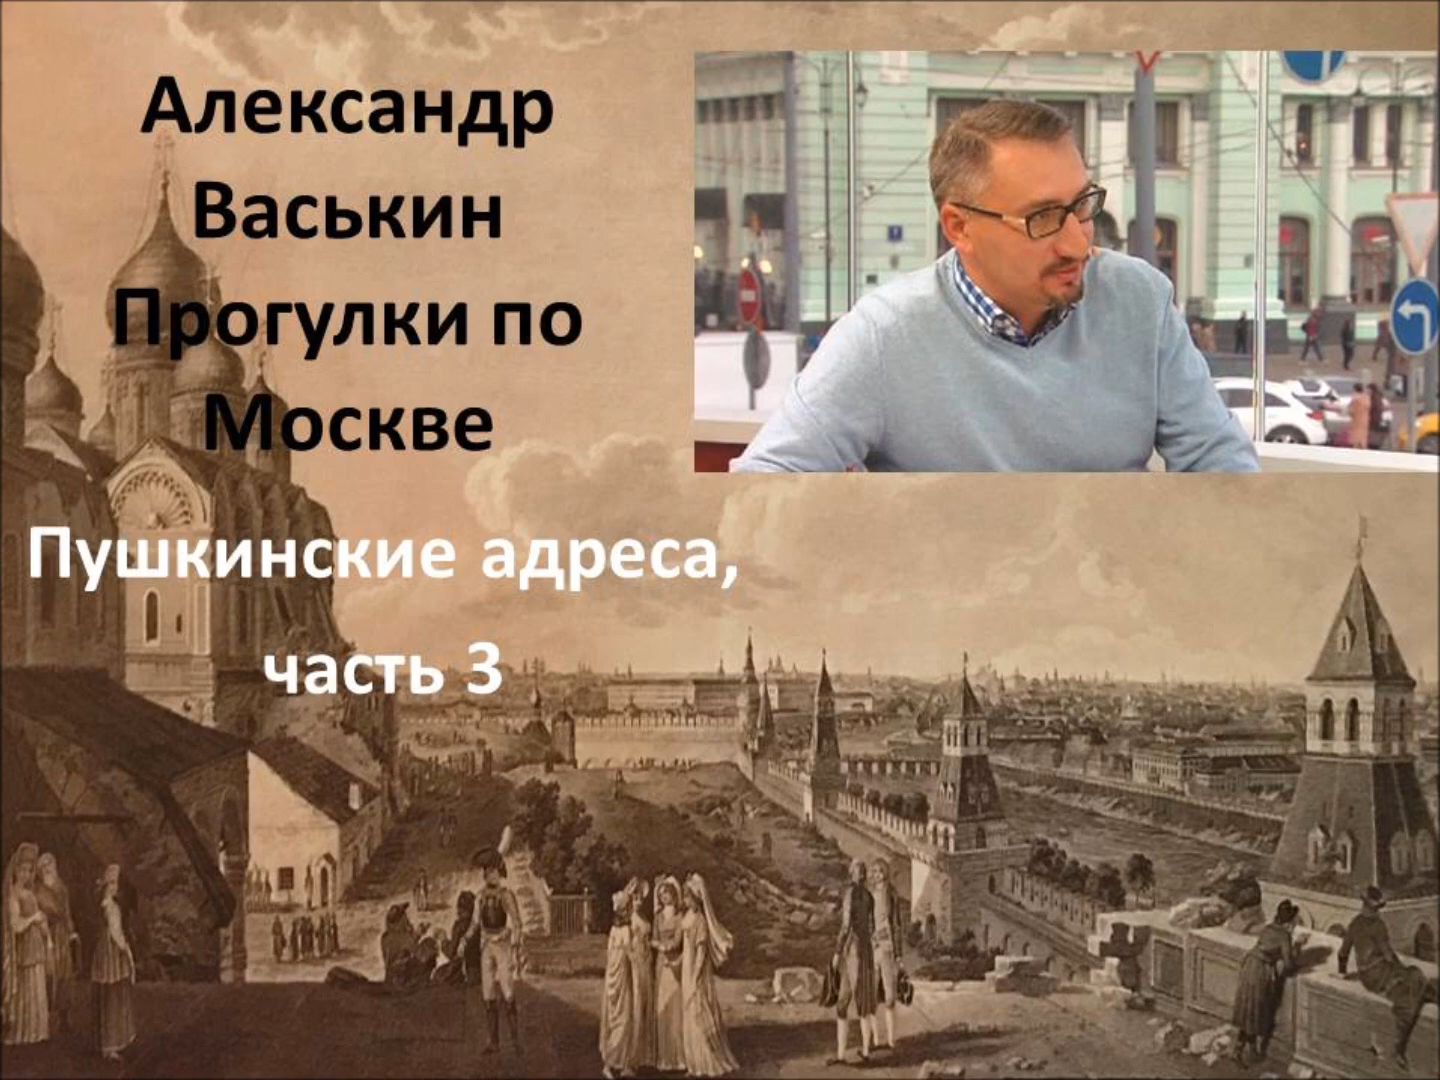 Александр
Васькин
Прогулки по
Москве
Пушкинские адреса,
часть 3